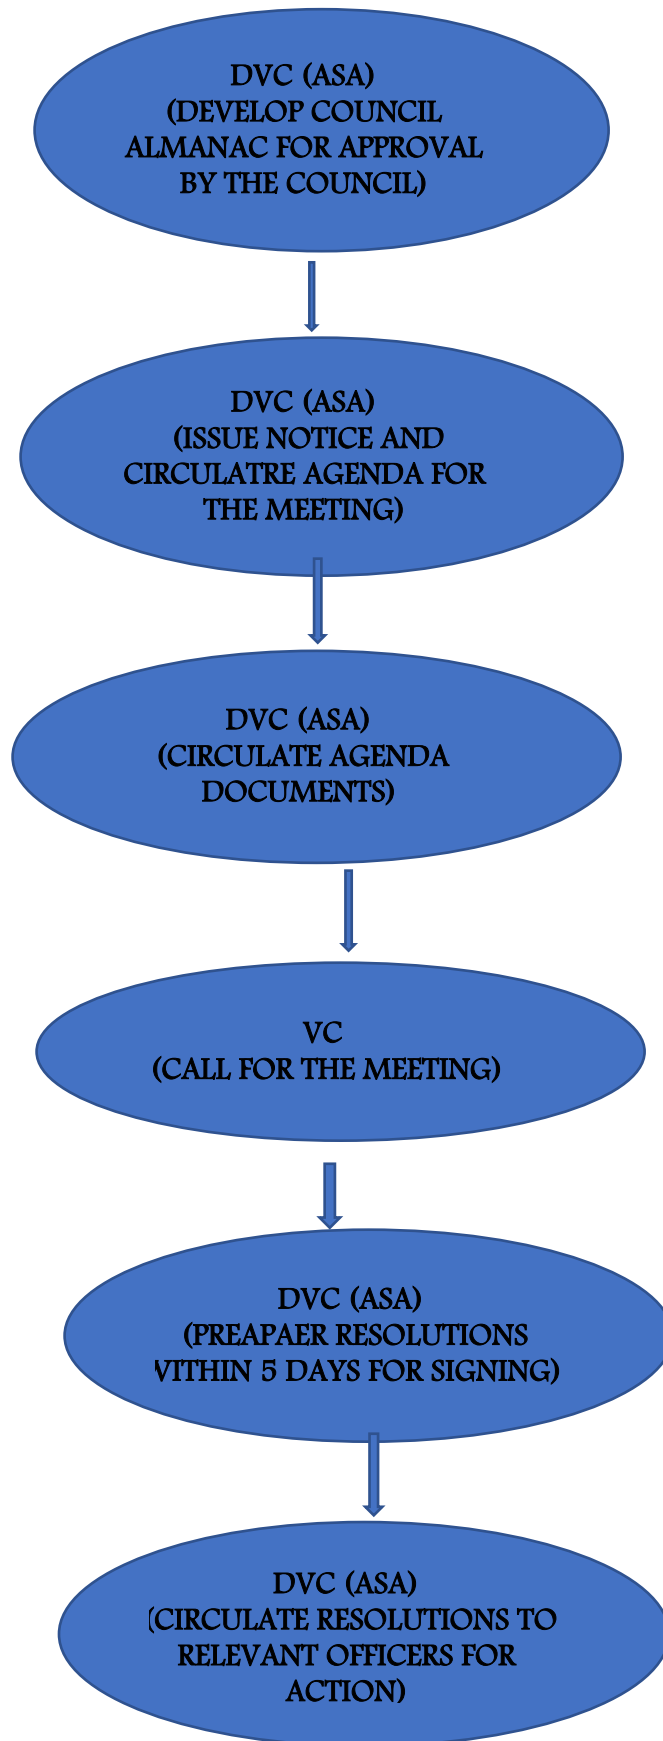 DVC (ASA)
(DEVELOP COUNCIL
ALMANAC FOR APPROVAL
BY THE COUNCIL)
DVC (ASA)
(ISSUE NOTICE AND
CIRCULATRE AGENDA FOR
THE MEETING)
DVC (ASA)
(CIRCULATE AGENDA
DOCUMENTS)
VC
(CALL FOR THE MEETING)
DVC (ASA)
(PREAPAER RESOLUTIONS
WITHIN 5 DAYS FOR SIGNING)
DVC (ASA)
(CIRCULATE RESOLUTIONS TO
RELEVANT OFFICERS FOR
ACTION)